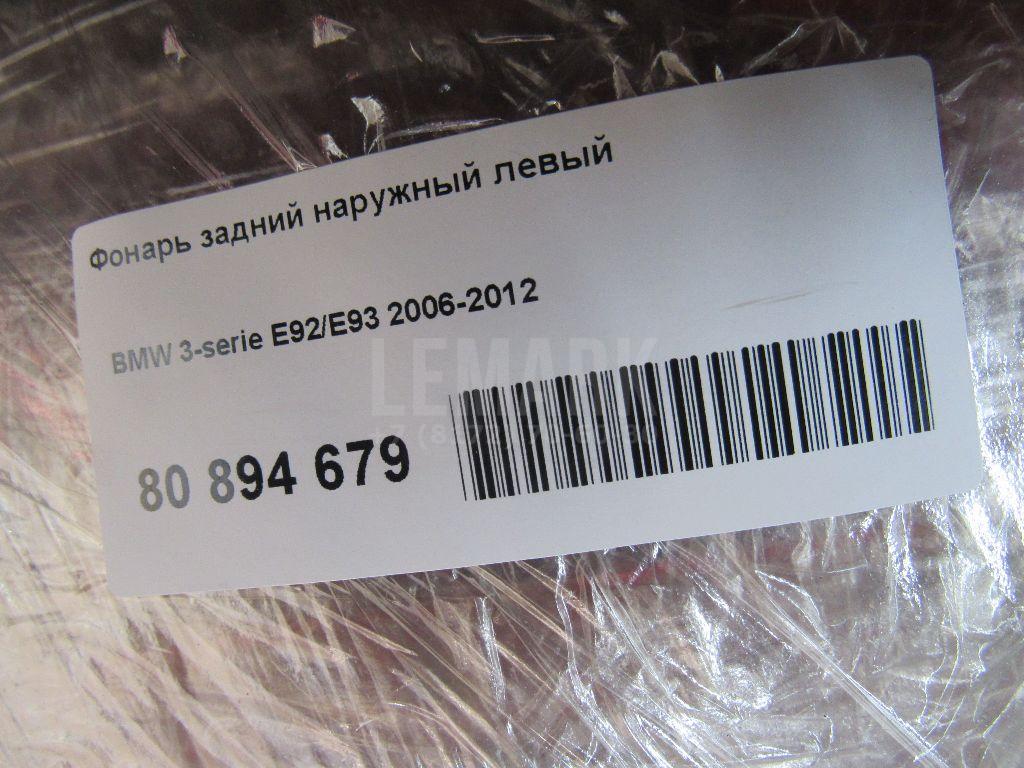 Фонарь задний наружный левый
BMW 3-serie E92/E93 2006-2012
LEMARK
80 894 679